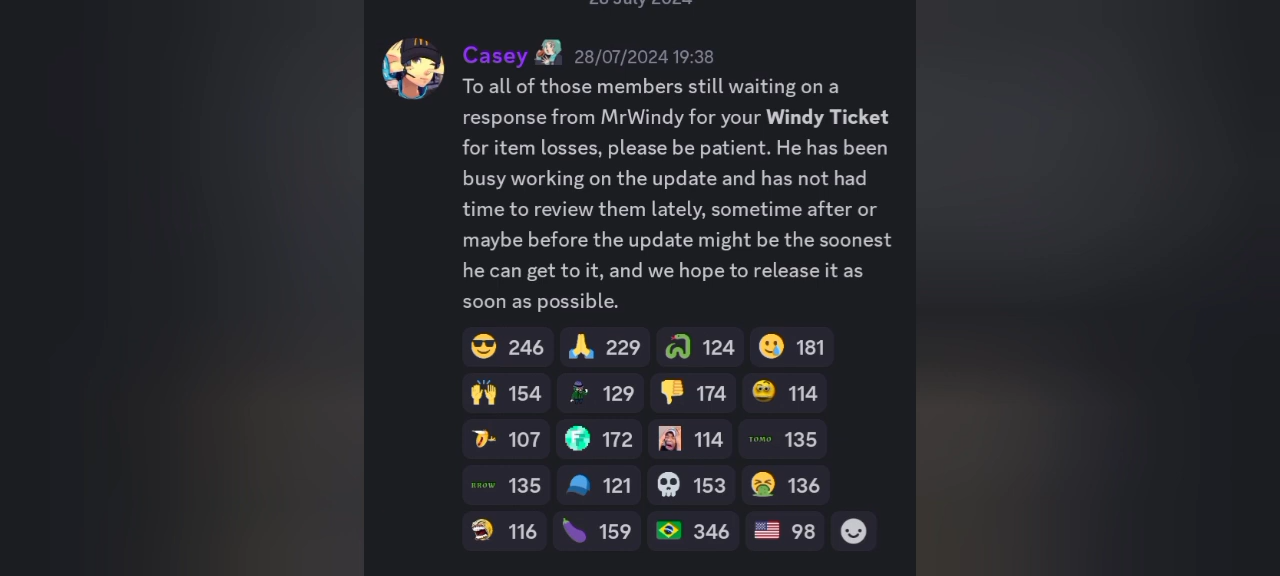 28 July 2024
Casey 28/07/2024 19:38
To all of those members still waiting on a
response from MrWindy for your Windy Ticket
for item losses, please be patient. He has been
busy working on the update and has not had
time to review them lately, sometime after or
maybe before the update might be the soonest
he can get to it, and we hope to release it as
soon as possible.
246 229 124 181
154 129 174 114
107 F 172 114 TOMO 135
BROW 135 121 153 136
116 159 346 98